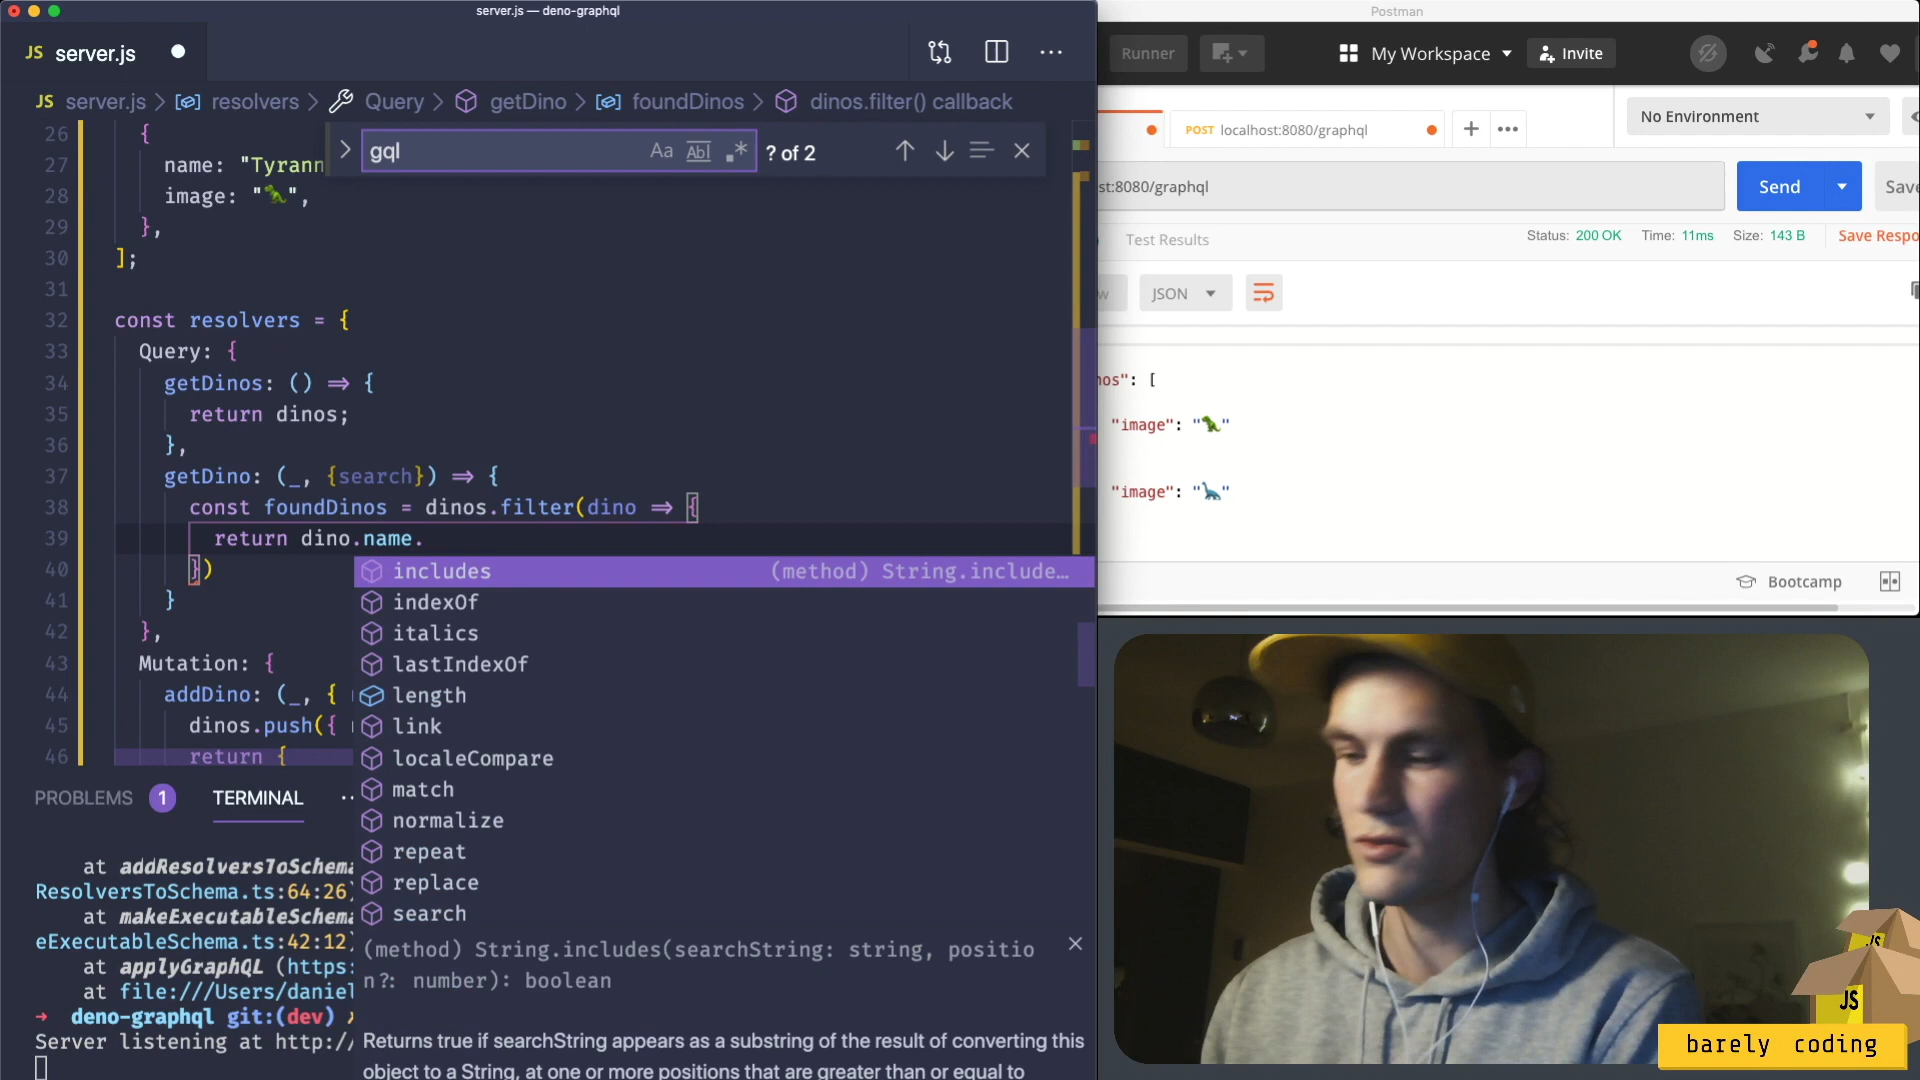 server.js — deno-graphql
JS server.js
JS server.js > resolvers > Query > getDino > foundDinos > dinos.filter() callback
gql
Aa Abl .*
? of 2
26 {
27 name: "Tyrann
28 image: "🦖",
29 },
30 ];
31
32 const resolvers = {
33 Query: {
34 getDinos: () => {
35 return dinos;
36 },
37 getDino: (_, {search}) => {
38 const foundDinos = dinos.filter(dino => {
39 return dino.name.
40 })
41 }
42 },
43 Mutation: {
44 addDino: (_, {
45 dinos.push({
46 return {
includes (method) String.include…
indexOf
italics
lastIndexOf
length
link
localeCompare
match
normalize
repeat
replace
search
(method) String.includes(searchString: string, positio
n?: number): boolean
Returns true if searchString appears as a substring of the result of converting this
object to a String, at one or more positions that are greater than or equal to
PROBLEMS 1 TERMINAL ··
at addResolversToSchema
ResolversToSchema.ts:64:26)
at makeExecutableSchema
eExecutableSchema.ts:42:12)
at applyGraphQL (https:
at file:///Users/daniel
→ deno-graphql git:(dev)
Server listening at http:/
Postman
Runner
My Workspace
Invite
POST localhost:8080/graphql
No Environment
st:8080/graphql
Send
Save
Test Results
Status: 200 OK Time: 11ms Size: 143 B Save Respo
w
JSON
nos": [
"image": "🦖"
"image": "🦕"
Bootcamp
JS
JS
barely coding